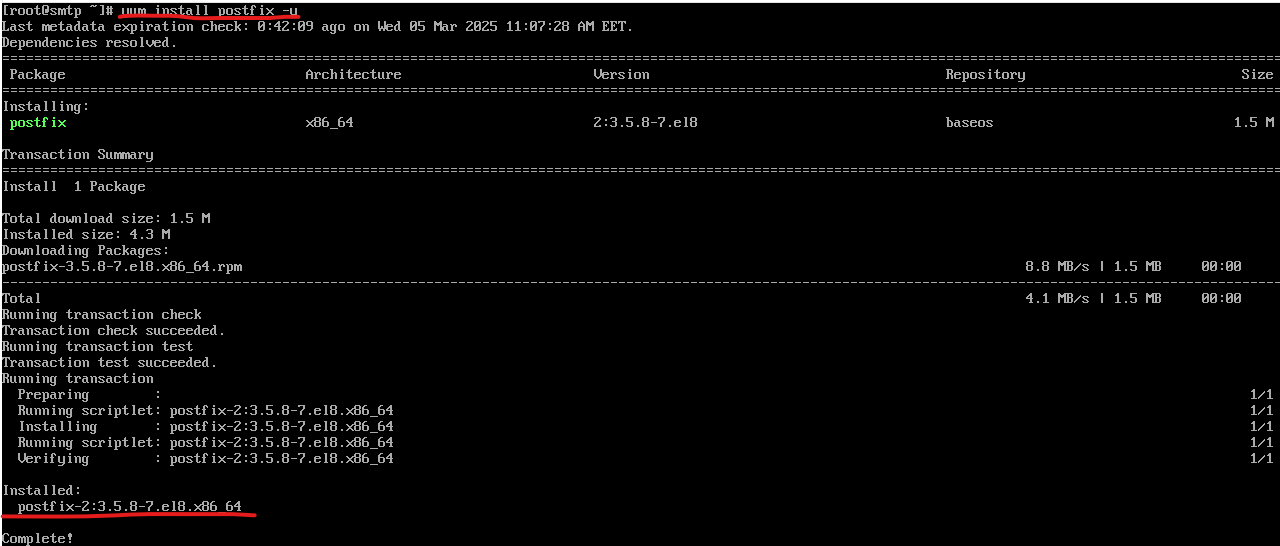 [root@smtp ~]# yum install postfix -y
Last metadata expiration check: 0:42:09 ago on Wed 05 Mar 2025 11:07:28 AM EET.
Dependencies resolved.
================================================================================
Package Architecture Version Repository Size
================================================================================
Installing:
postfix x86_64 2:3.5.8-7.el8 baseos 1.5 M
Transaction Summary
================================================================================
Install 1 Package
Total download size: 1.5 M
Installed size: 4.3 M
Downloading Packages:
postfix-3.5.8-7.el8.x86_64.rpm 8.8 MB/s | 1.5 MB 00:00
--------------------------------------------------------------------------------
Total 4.1 MB/s | 1.5 MB 00:00
Running transaction check
Transaction check succeeded.
Running transaction test
Transaction test succeeded.
Running transaction
Preparing : 1/1
Running scriptlet: postfix-2:3.5.8-7.el8.x86_64 1/1
Installing : postfix-2:3.5.8-7.el8.x86_64 1/1
Running scriptlet: postfix-2:3.5.8-7.el8.x86_64 1/1
Verifying : postfix-2:3.5.8-7.el8.x86_64 1/1
Installed:
postfix-2:3.5.8-7.el8.x86_64
Complete!